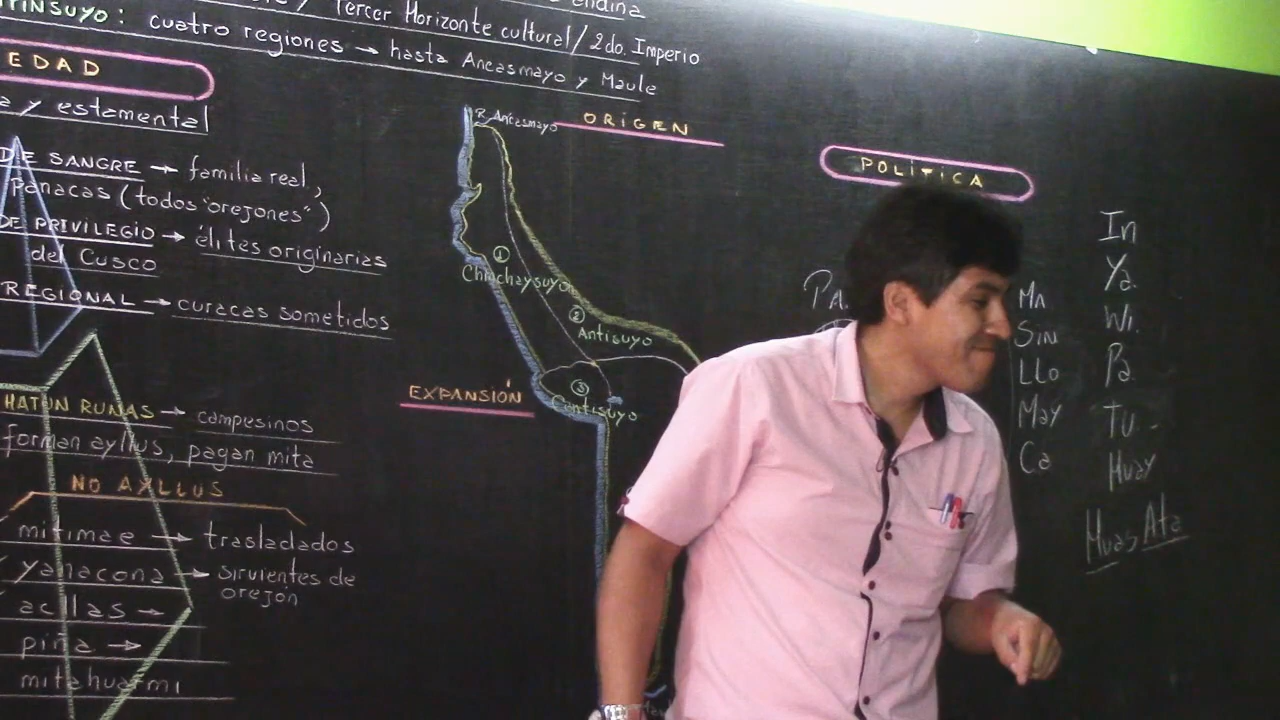 andina
Tercer Horizonte cultural / 2do. Imperio
TINSUYO: cuatro regiones → hasta Ancasmayo y Maule
EDAD
a y estamental
DE SANGRE → familia real,
panacas (todos "orejones")
DE PRIVILEGIO → élites originarias
del Cusco
REGIONAL → curacas sometidos
HATUN RUNAS → campesinos
forman ayllus, pagan mita
NO AYLLUS
mitimae → trasladados
yanacona → sirvientes de
orejón
acllas →
piña →
mitahuarmi
R. Ancasmayo
ORIGEN
① Chinchaysuyo
② Antisuyo
③ Contisuyo
EXPANSIÓN
POLÍTICA
Pa.
Ma
Sin
Llo
May
Ca
In
Ya.
Wi.
Pa.
Tu.
Huay
Huas Ata